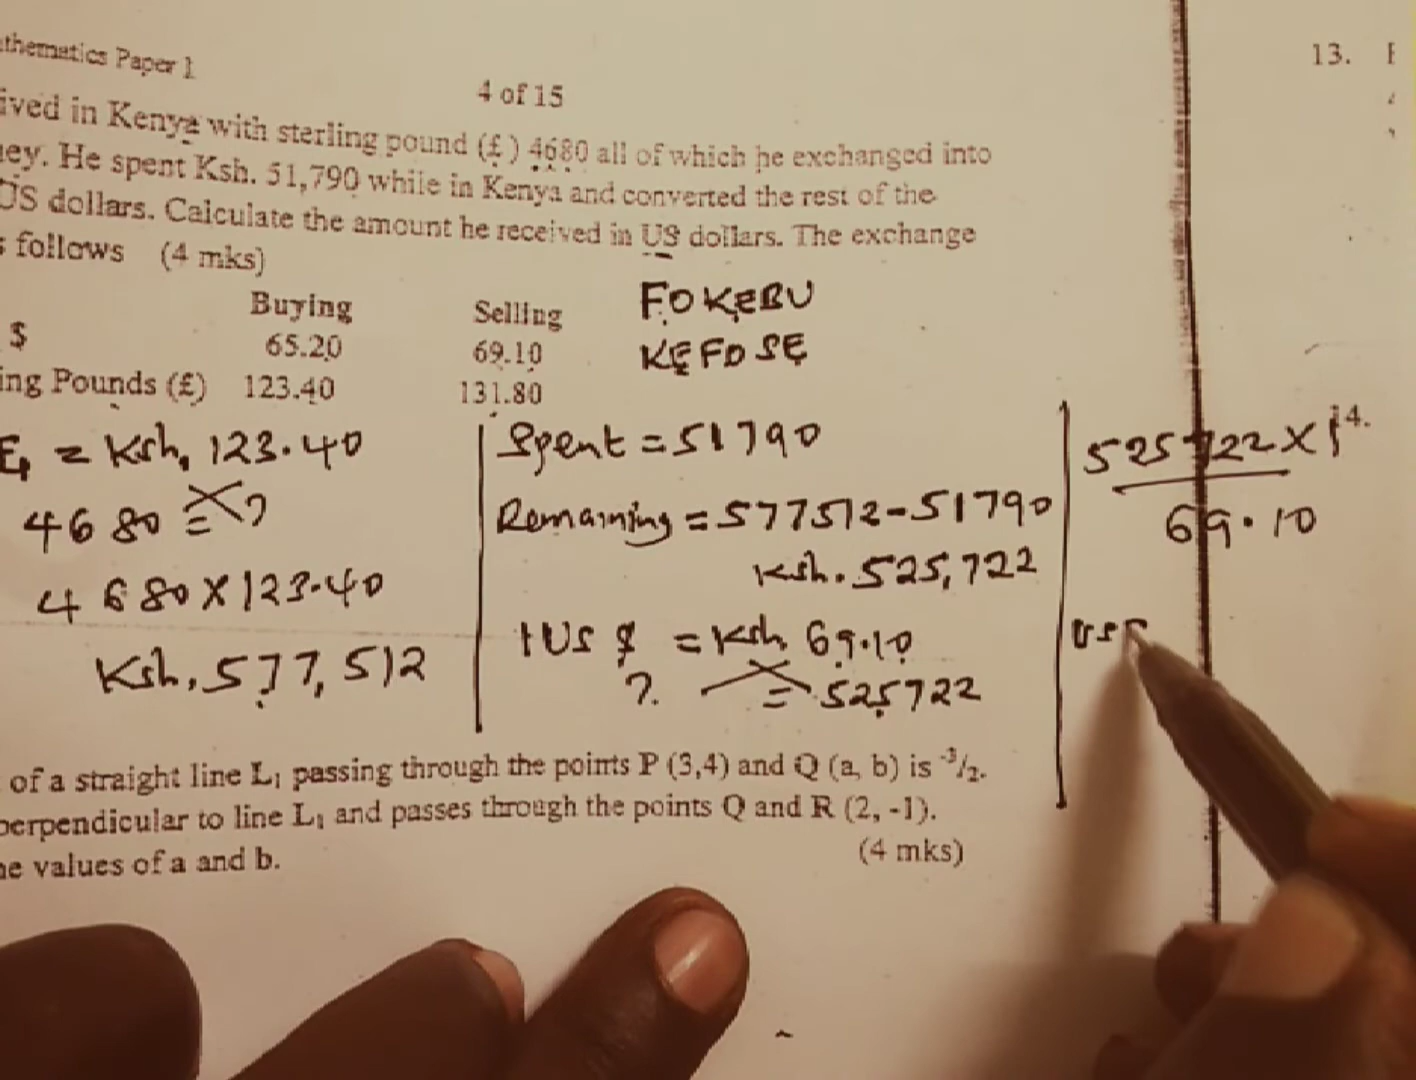 thematics Paper 1
4 of 15
13.
ived in Kenya with sterling pound (£) 4680 all of which he exchanged into
ney. He spent Ksh. 51,790 while in Kenya and converted the rest of the
US dollars. Calculate the amount he received in US dollars. The exchange
s follows (4 mks)
Buying Selling
$ 65.20 69.10
ing Pounds (£) 123.40 131.80
FOKEBU
KEFOSE
= Ksh. 123.40
4680 = ?
4680 X 123.40
Ksh. 577,512
Spent = 51790
Remaining = 577512 - 51790
Ksh. 525,722
1 US $ = Ksh 69.10
? = 525722
14.
525722 X 1
69.10
US
of a straight line L₁ passing through the points P (3,4) and Q (a, b) is -3/2.
perpendicular to line L₁ and passes through the points Q and R (2, -1).
he values of a and b.
(4 mks)